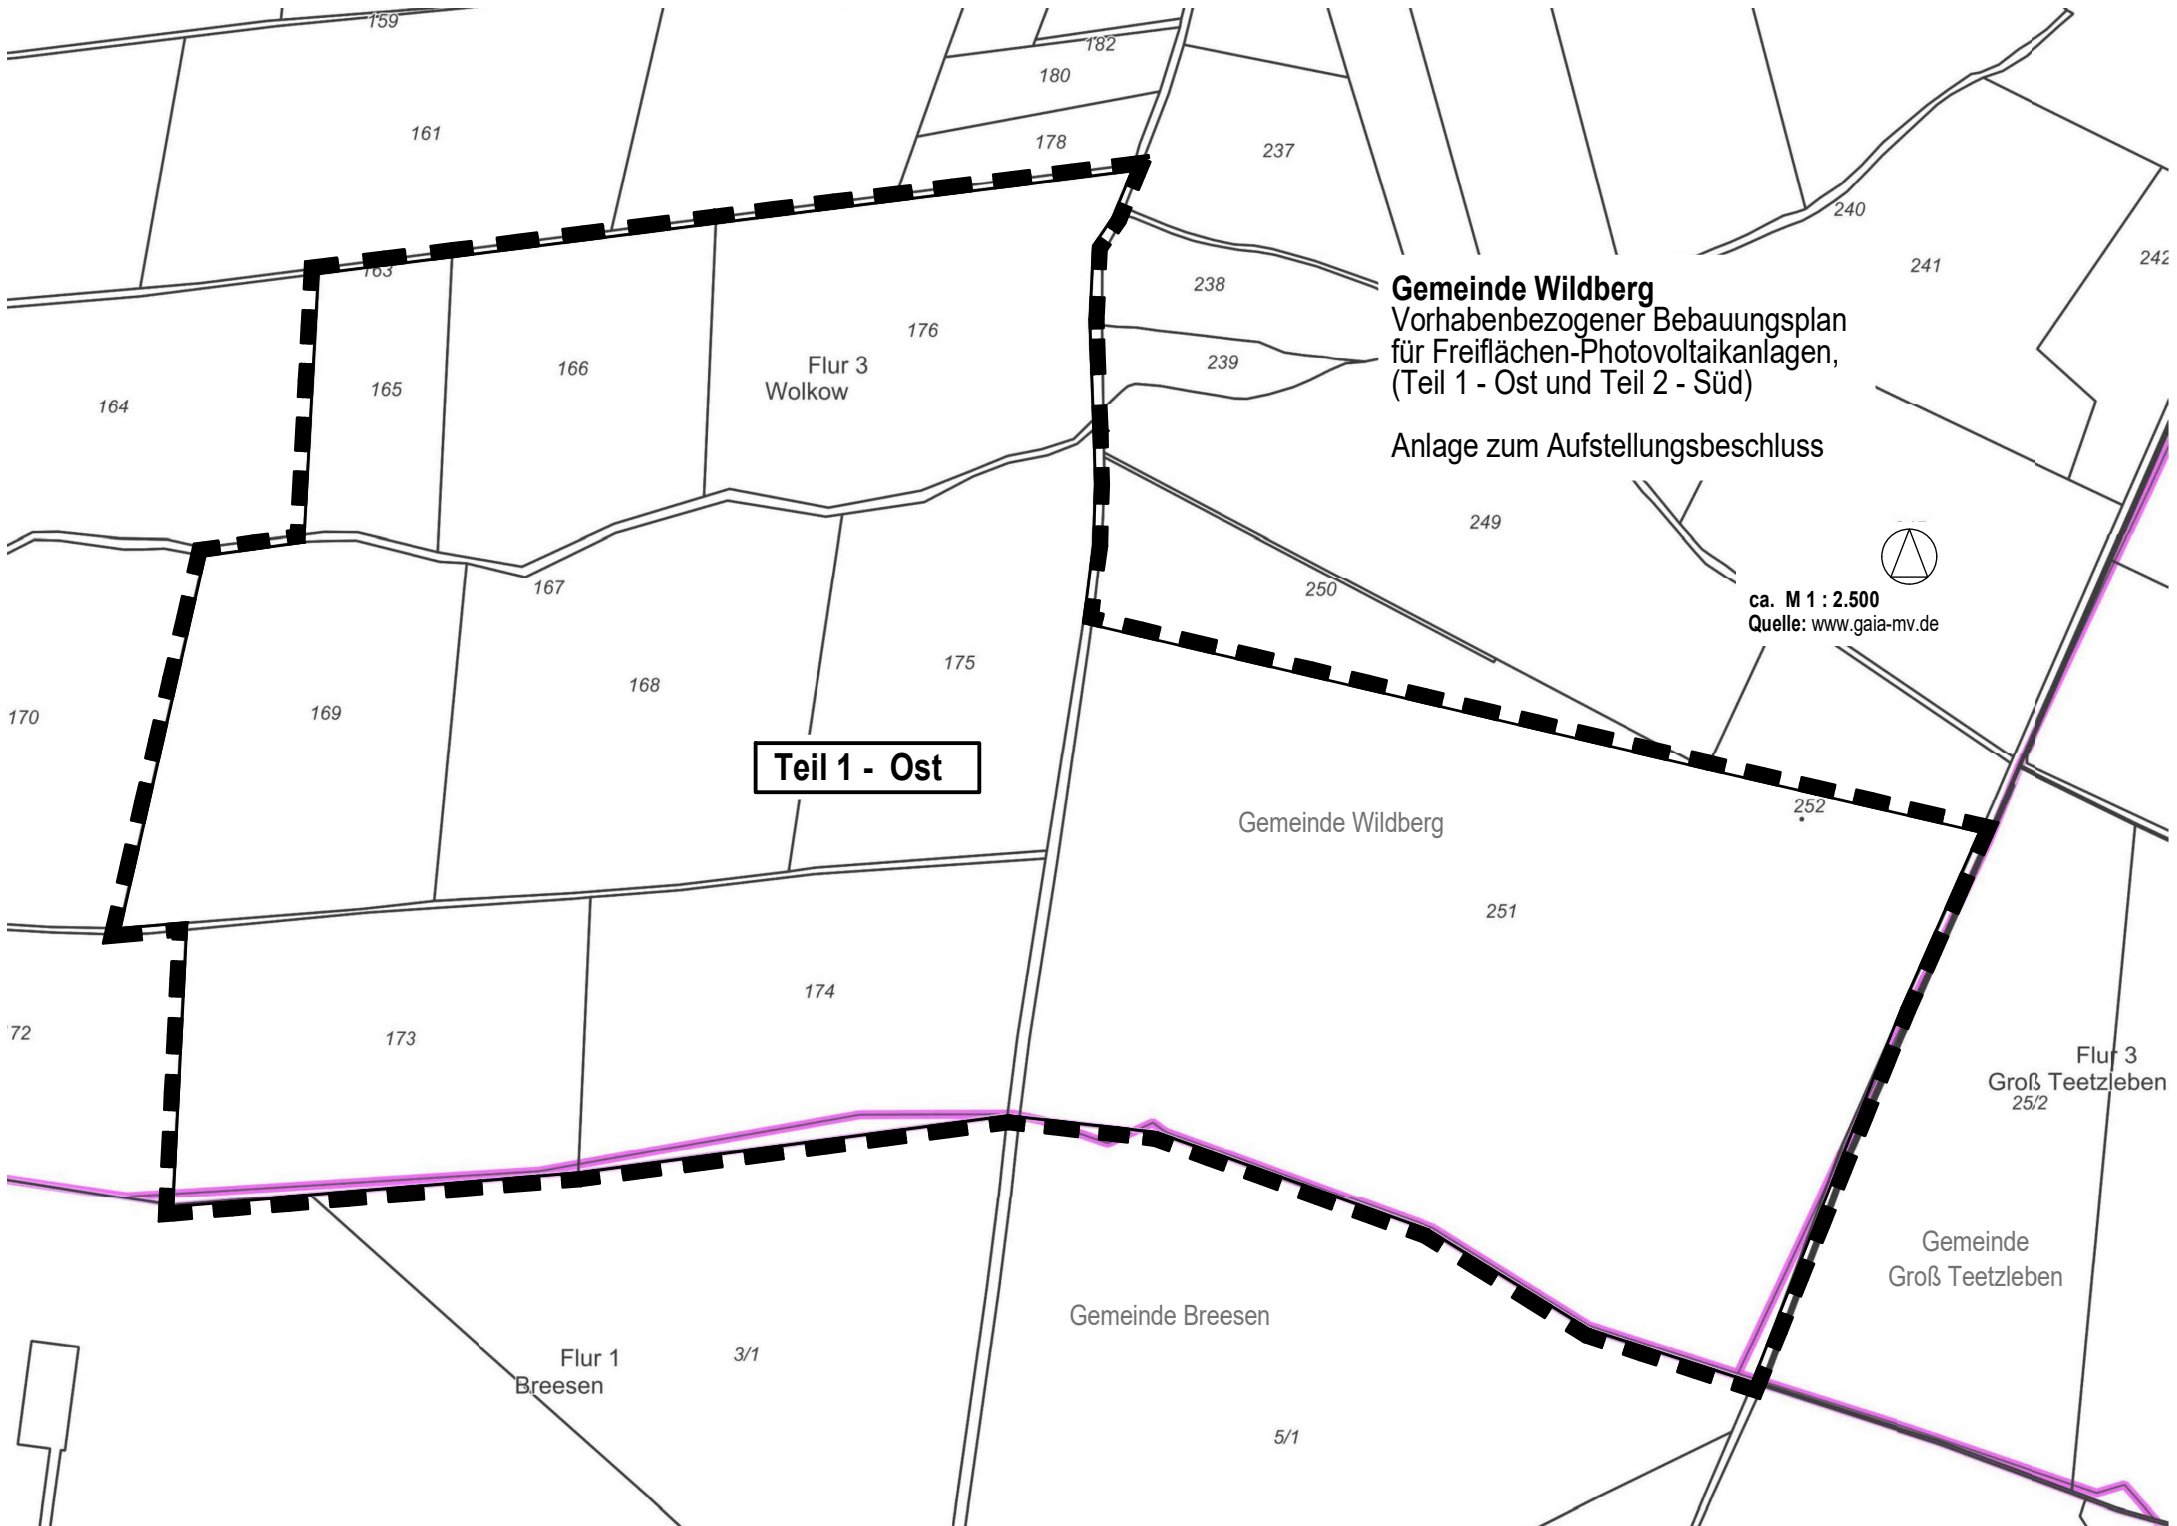 159
182
180
161
178
237
240
241
242
163
238
Gemeinde Wildberg
Vorhabenbezogener Bebauungsplan
für Freiflächen-Photovoltaikanlagen,
(Teil 1 - Ost und Teil 2 - Süd)
Anlage zum Aufstellungsbeschluss
176
Flur 3
Wolkow
166
165
164
239
249
250
ca. M 1 : 2.500
Quelle: www.gaia-mv.de
167
175
168
169
170
Teil 1 - Ost
252
Gemeinde Wildberg
251
174
173
72
Flur 3
Groß Teetzleben
25/2
Gemeinde
Groß Teetzleben
Gemeinde Breesen
Flur 1
Breesen
3/1
5/1